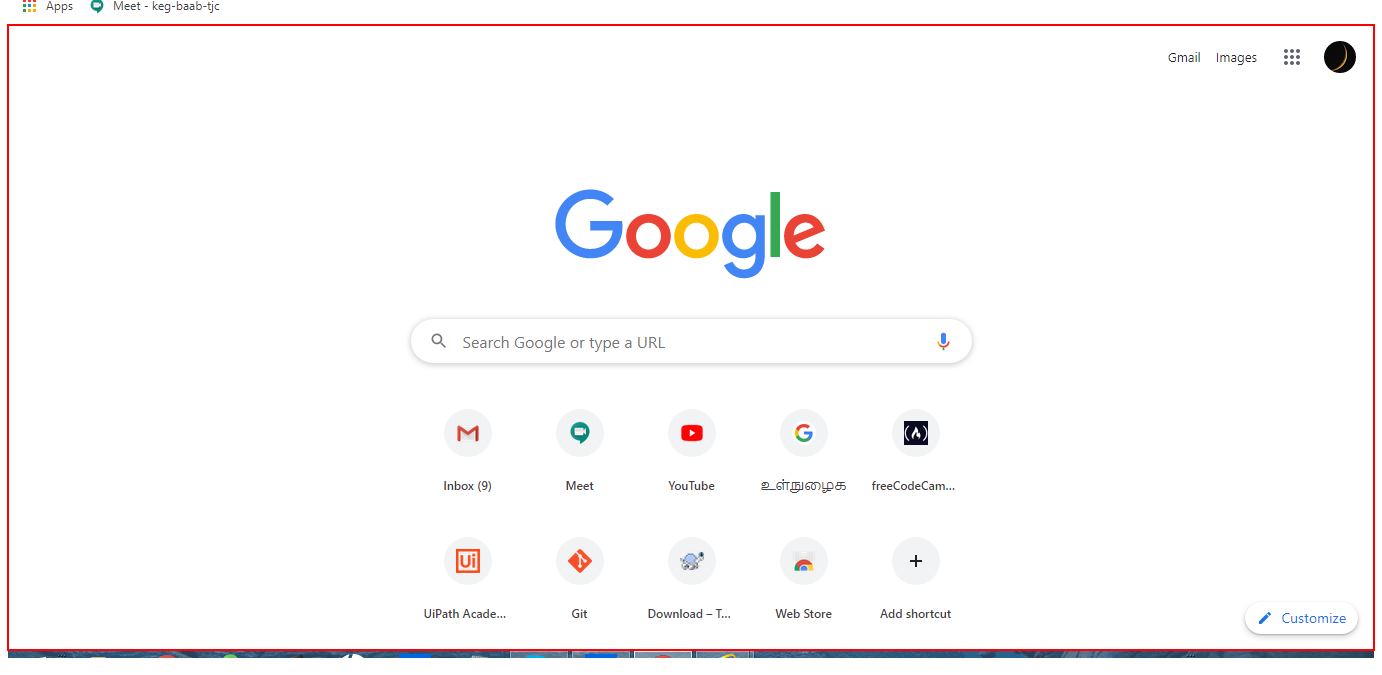 Apps Meet - keg-baab-tjc
Gmail Images
Google
Search Google or type a URL
Inbox (9) Meet YouTube உள்நுழைக freeCodeCam...
UiPath Acade... Git Download – T... Web Store Add shortcut
Customize